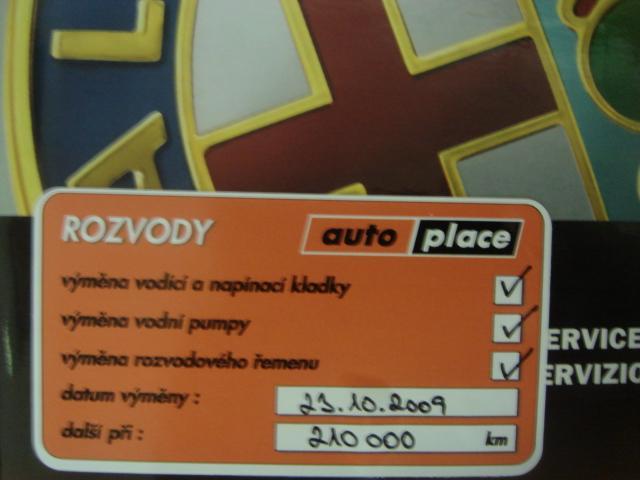 AL
ROZVODY auto place
výměna vodící a napínací kladky
výměna vodní pumpy
výměna rozvodového řemenu
datum výměny : 23.10.2009
další při : 210 000 km
ERVICE
ERVIZIO